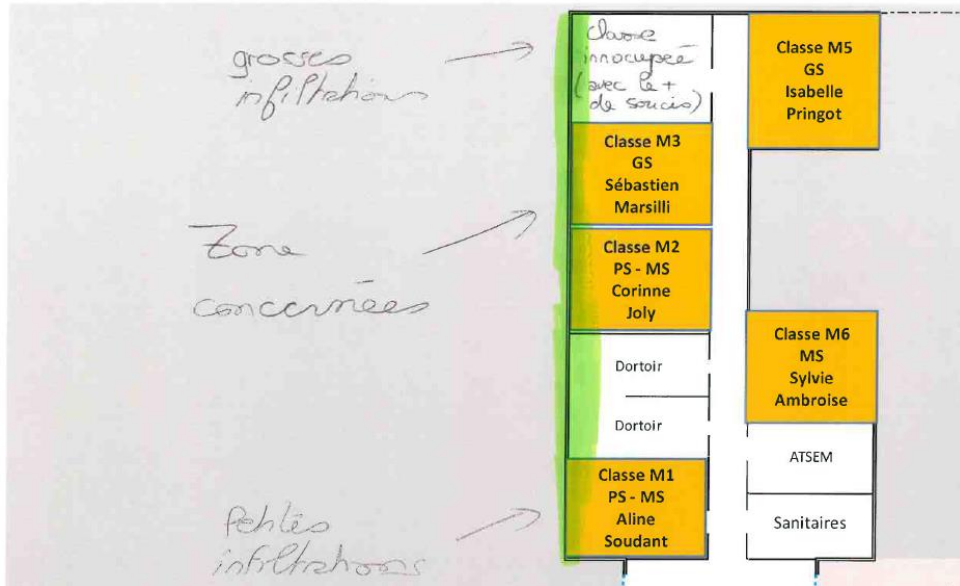 grosses
infiltrations
Classe
innocupeé
(avec le +
de soucis)
Classe M5
GS
Isabelle
Pringot
Classe M3
GS
Sébastien
Marsilli
Zone
concernées
Classe M2
PS - MS
Corinne
Joly
Classe M6
MS
Sylvie
Ambroise
Dortoir
Dortoir
ATSEM
Classe M1
PS - MS
Aline
Soudant
Sanitaires
Petités
infiltrations